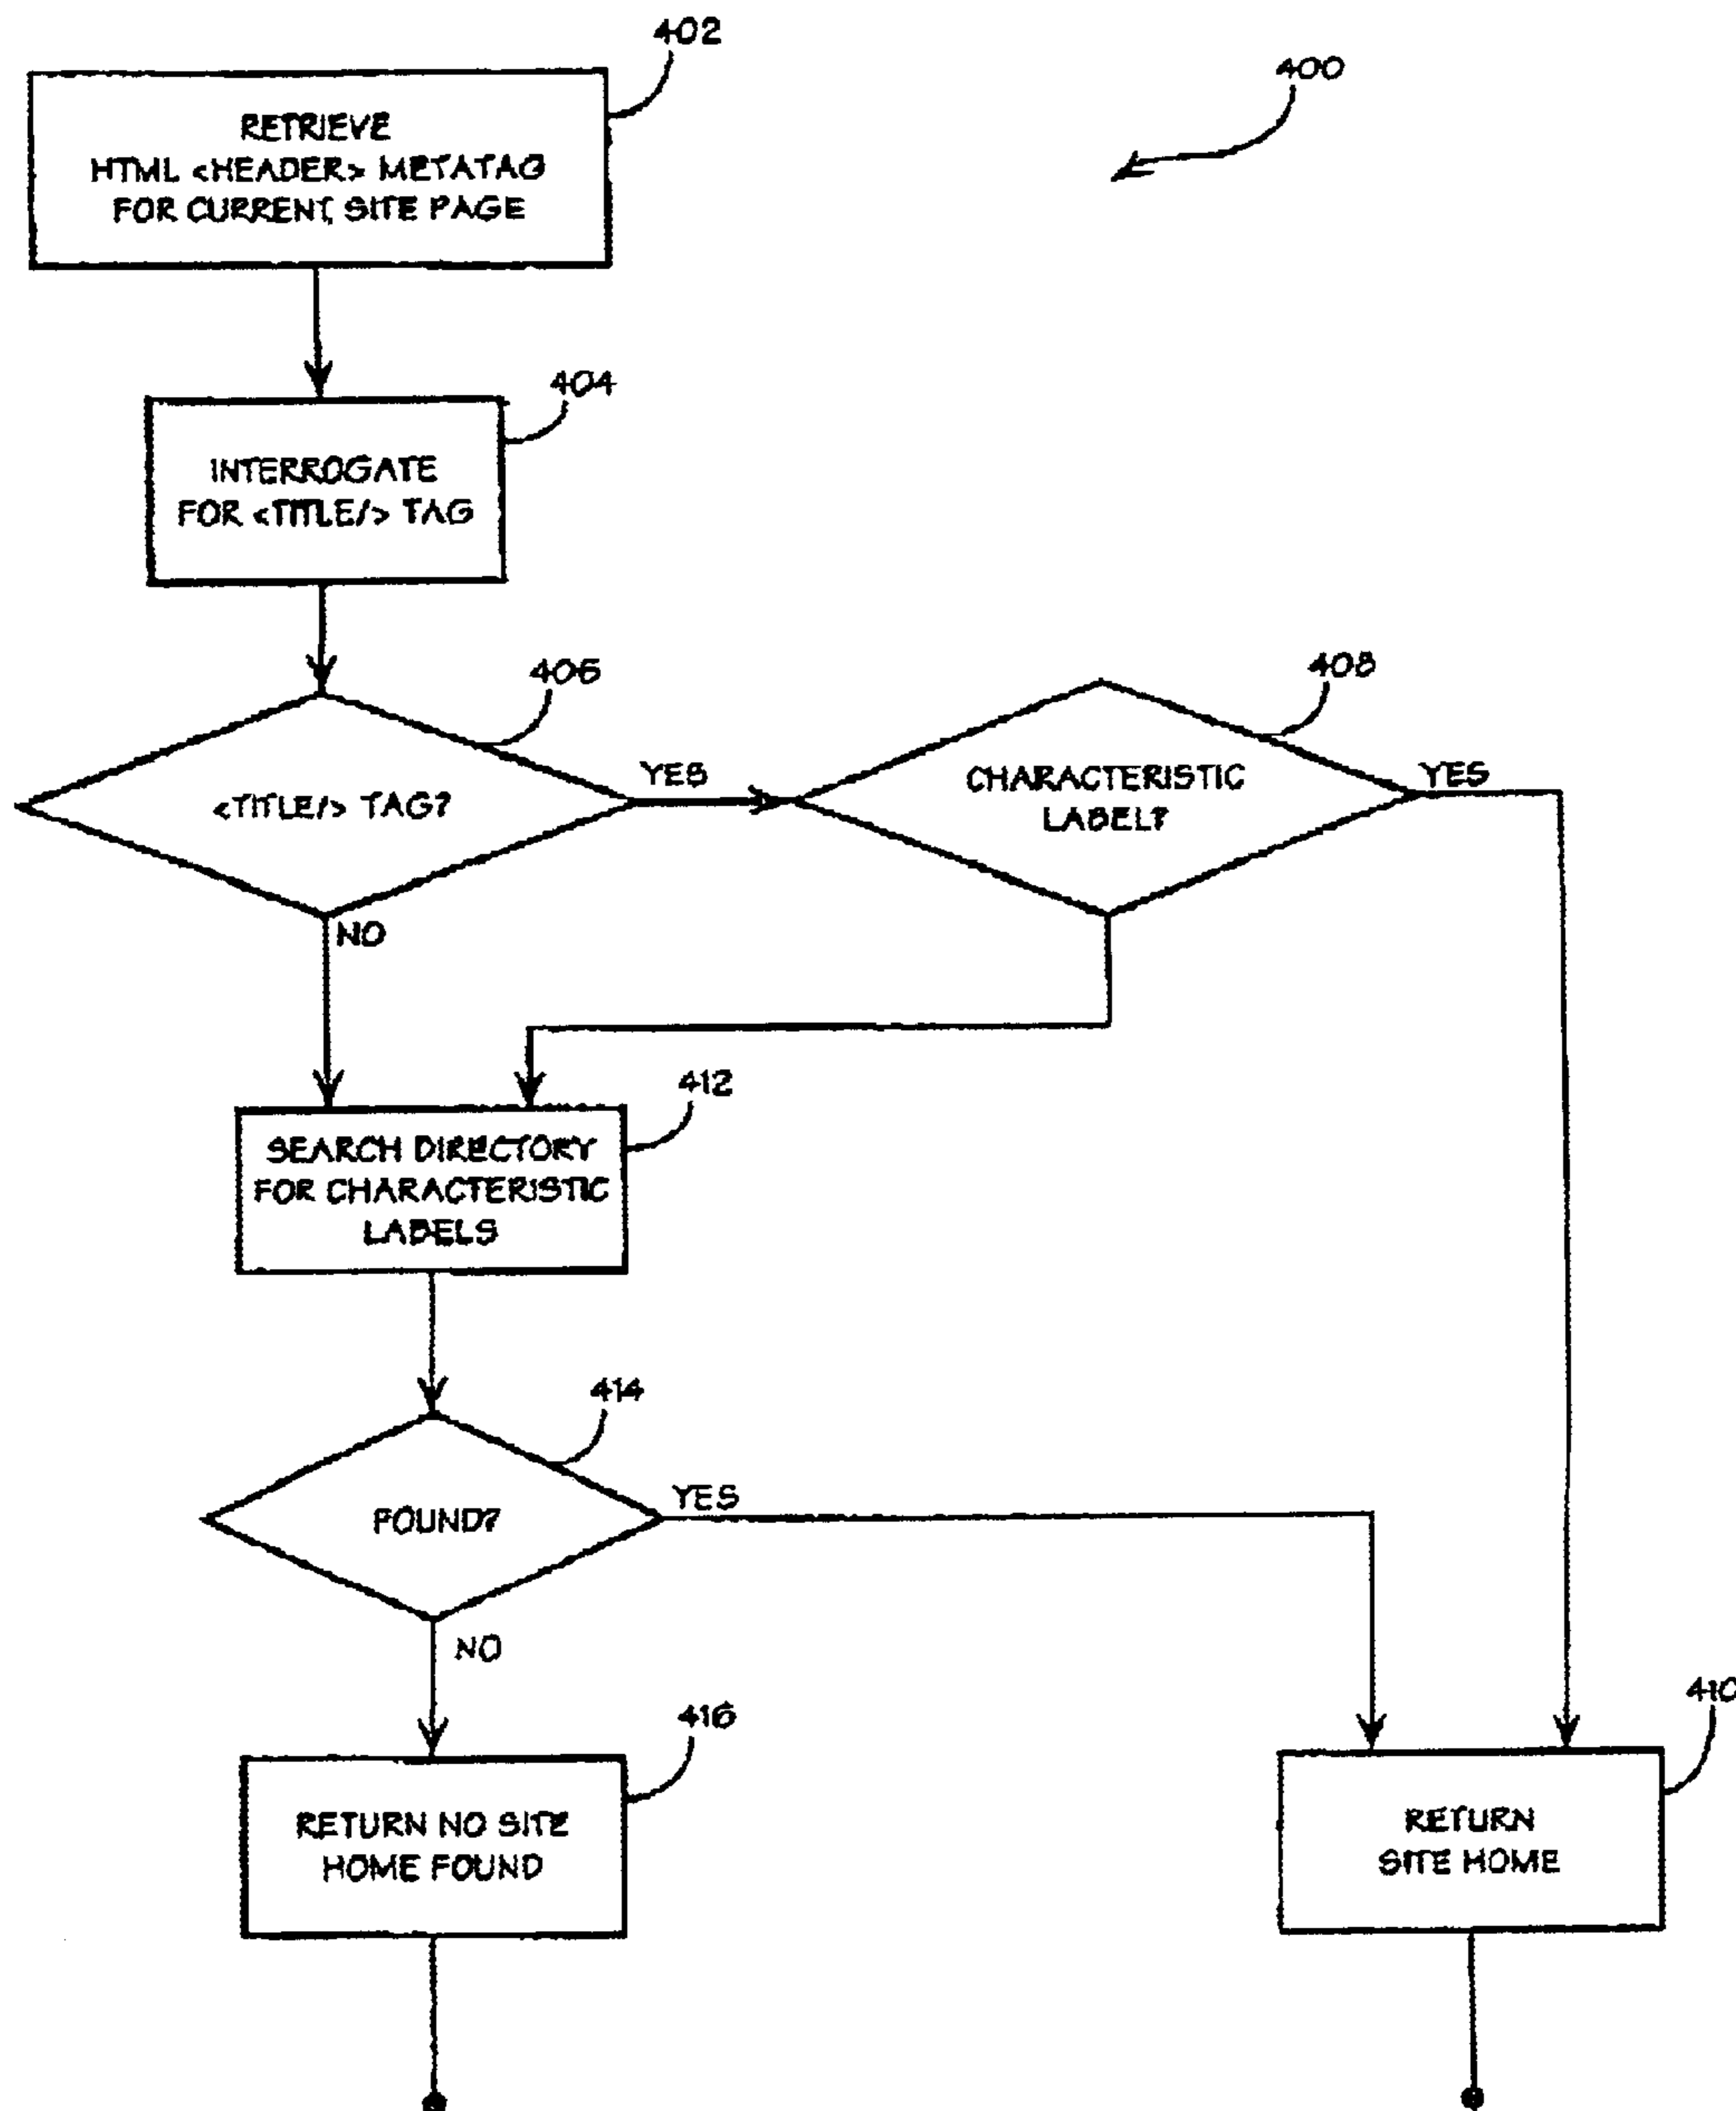 402
400
RETRIEVE
HTML <HEADER> METATAG
FOR CURRENT, SITE PAGE
404
INTERROGATE
FOR <TITLE/> TAG
406
408
<TITLE/> TAG?
YES
CHARACTERISTIC
LABEL?
YES
NO
412
SEARCH DIRECTORY
FOR CHARACTERISTIC
LABELS
414
FOUND?
YES
NO
416
410
RETURN NO SITE
HOME FOUND
RETURN
SITE HOME